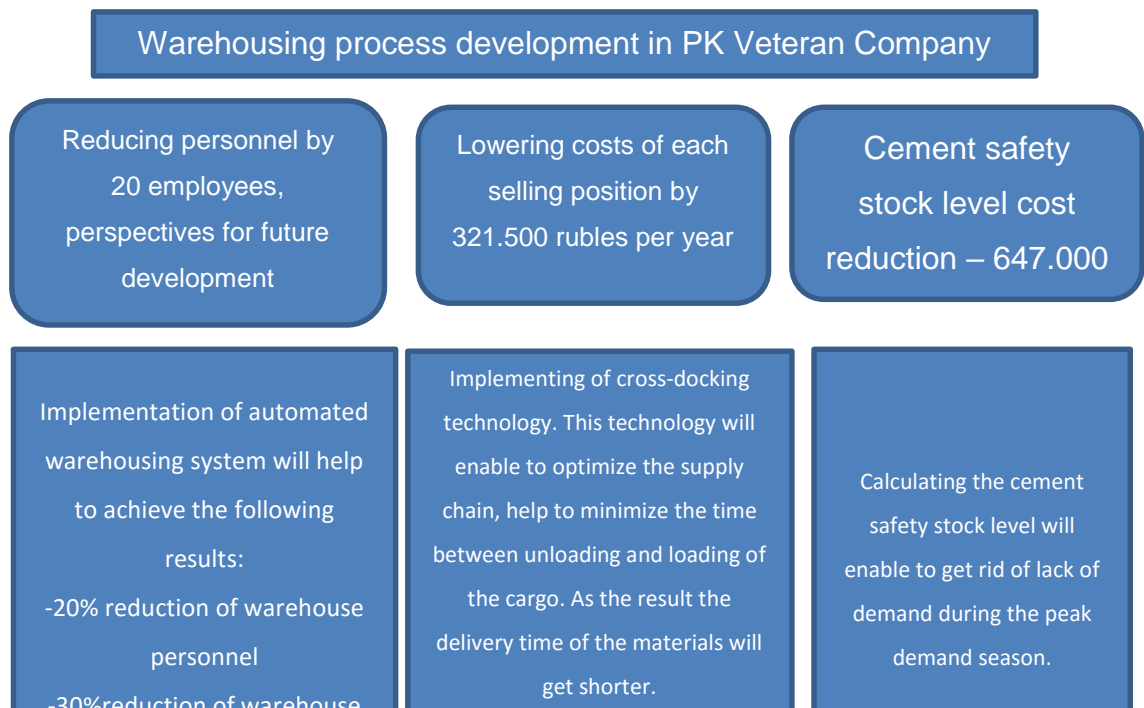 Warehousing process development in PK Veteran Company
Reducing personnel by
20 employees,
perspectives for future
development
Lowering costs of each
selling position by
321.500 rubles per year
Cement safety
stock level cost
reduction – 647.000
Implementation of automated
warehousing system will help
to achieve the following
results:
-20% reduction of warehouse
personnel
-30%reduction of warehouse
Implementing of cross-docking
technology. This technology will
enable to optimize the supply
chain, help to minimize the time
between unloading and loading of
the cargo. As the result the
delivery time of the materials will
get shorter.
Calculating the cement
safety stock level will
enable to get rid of lack of
demand during the peak
demand season.